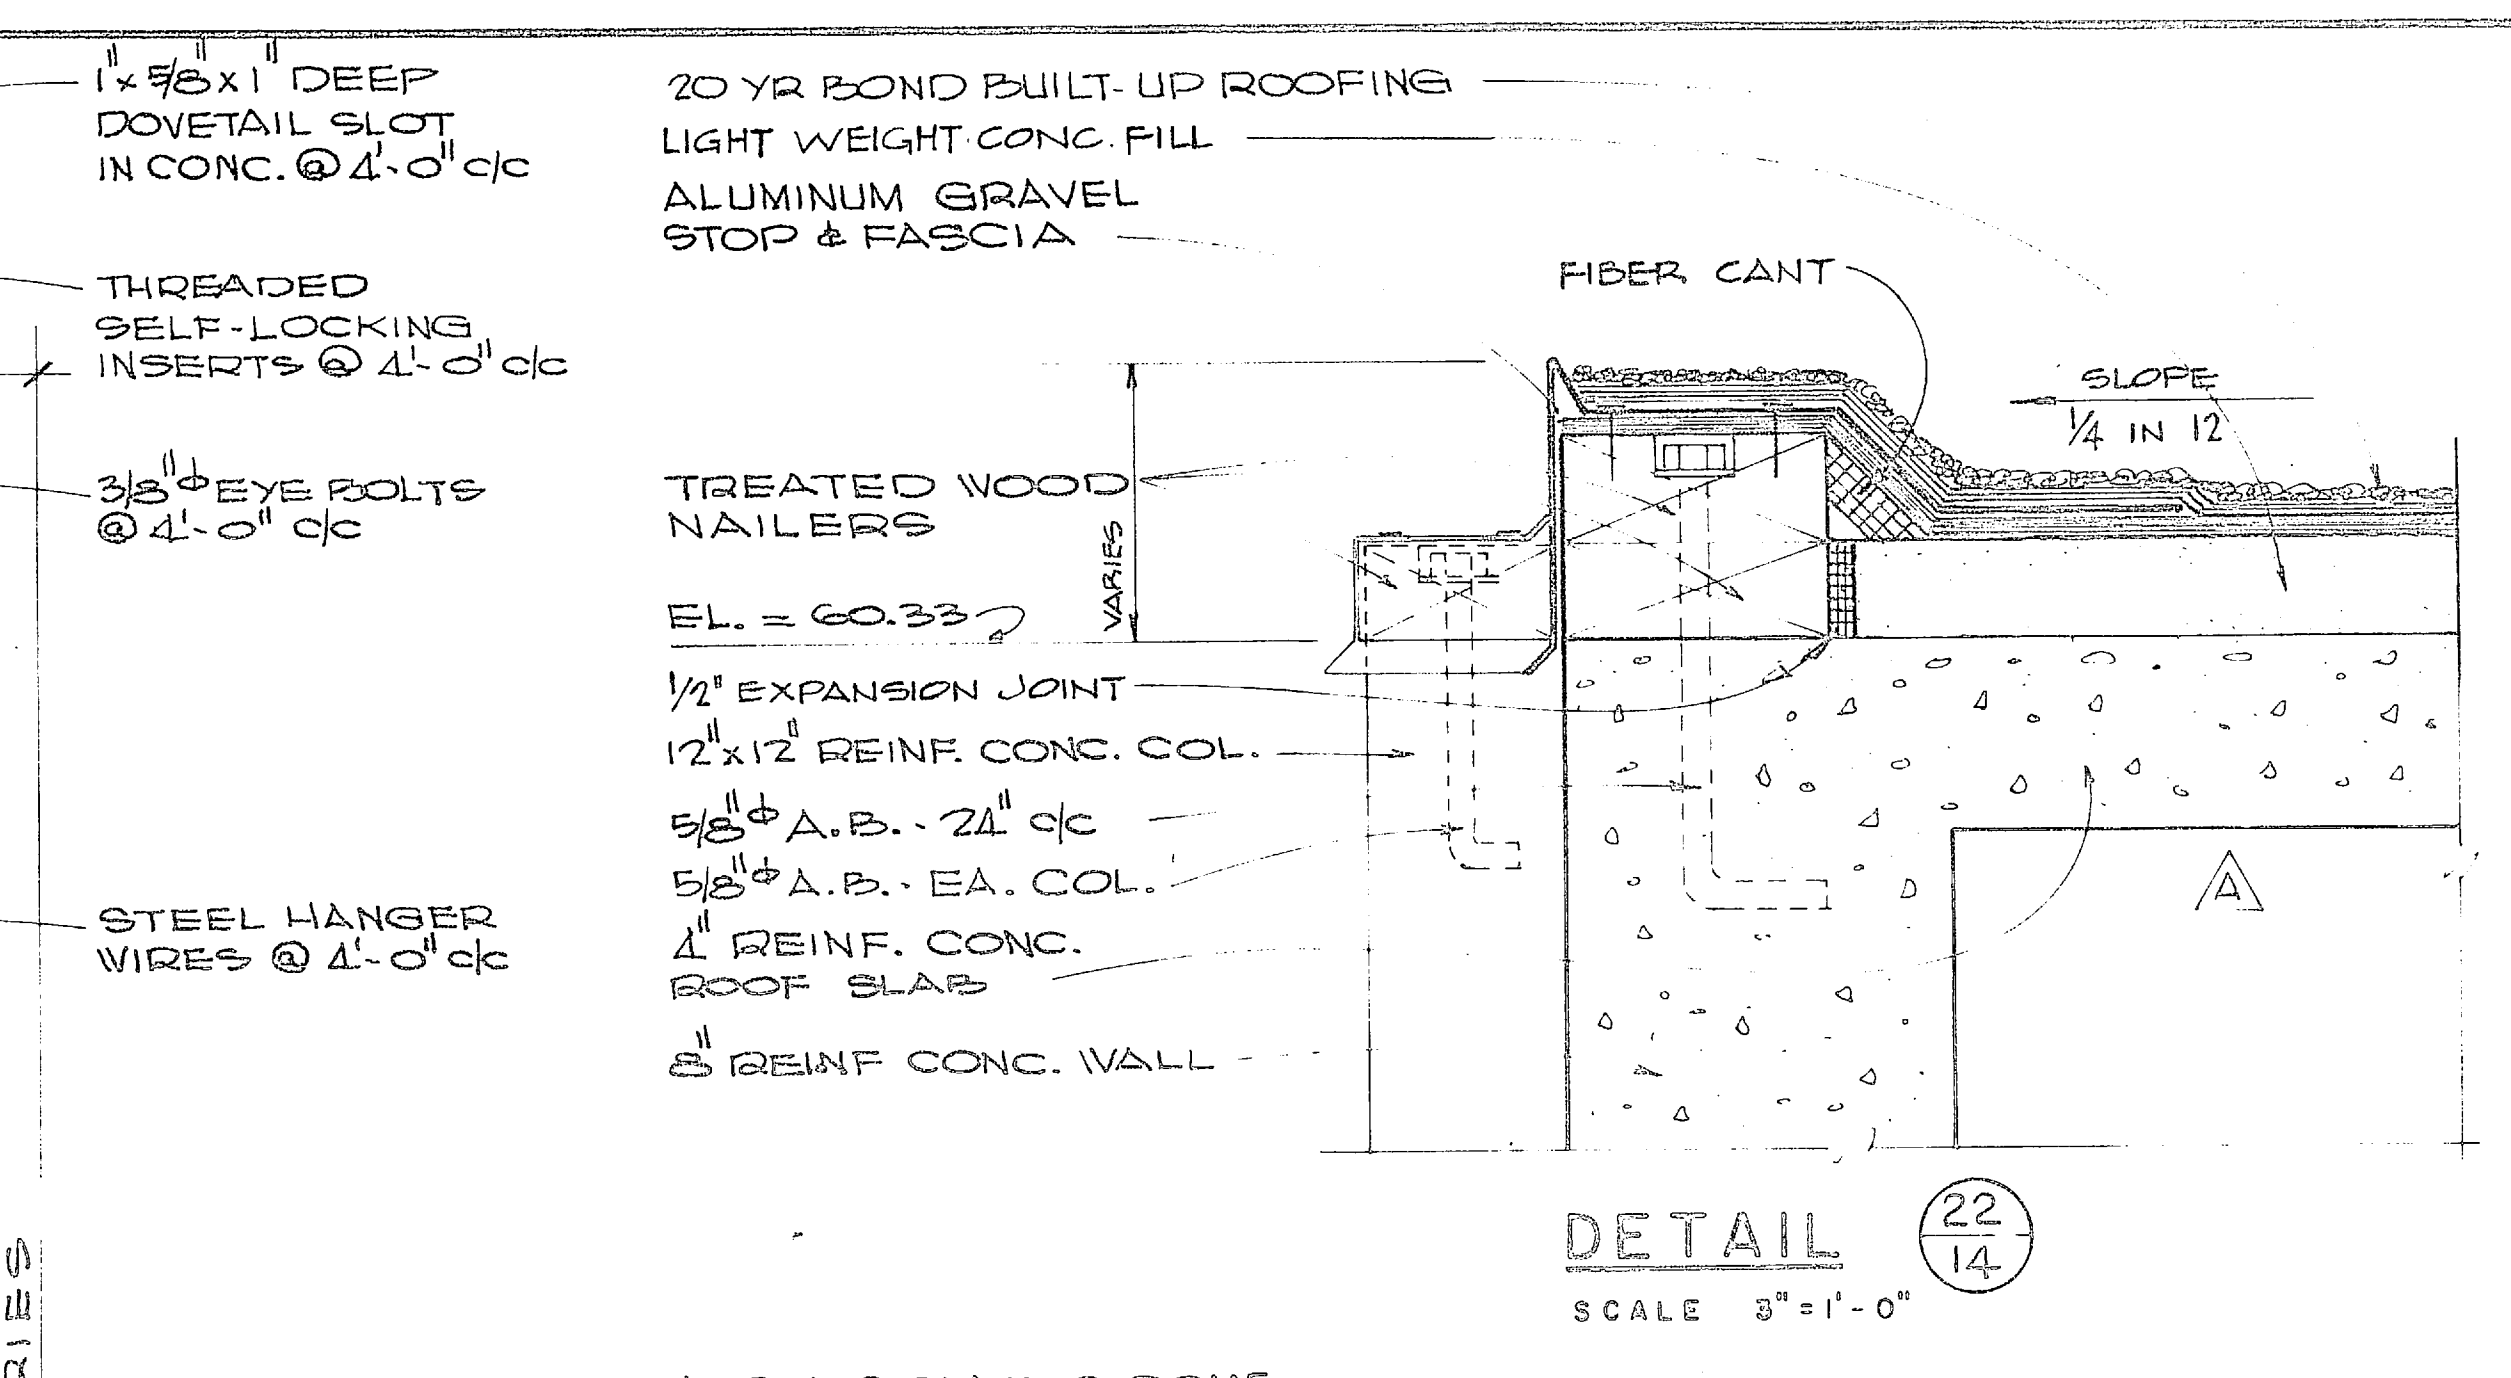 1"x 5/8"x 1" DEEP
DOVETAIL SLOT
IN CONC. @ 4'-0" c/c
THREADED
SELF-LOCKING
INSERTS @ 4'-0" c/c
3/8"ϕ EYE BOLTS
@ 4'-0" c/c
STEEL HANGER
WIRES @ 4'-0" c/c
20 YR BOND BUILT-UP ROOFING
LIGHT WEIGHT CONC. FILL
ALUMINUM GRAVEL
STOP & FASCIA
TREATED WOOD
NAILERS
EL. = 60.33
1/2" EXPANSION JOINT
12"x12" REINF. CONC. COL.
5/8"ϕ A.B. - 24" c/c
5/8"ϕ A.B. - EA. COL.
4" REINF. CONC.
ROOF SLAB
8" REINF CONC. WALL
VARIES
FIBER CANT
SLOPE
1/4 IN 12
A
DETAIL
22
14
SCALE 3"=1'-0"